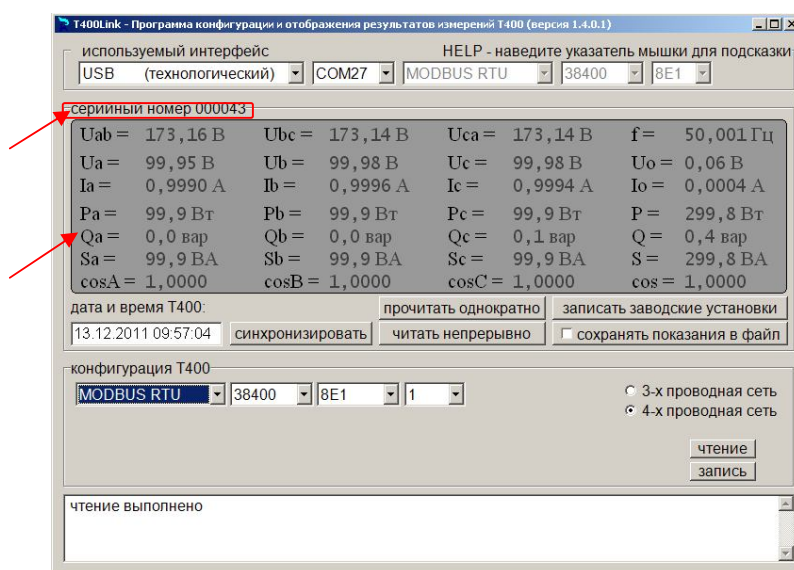 T400Link - Программа конфигурации и отображения результатов измерений T400 (версия 1.4.0.1)
используемый интерфейс HELP - наведите указатель мышки для подсказки
USB (технологический) COM27 MODBUS RTU 38400 8E1
серийный номер 000043
Uab = 173,16 В Ubc = 173,14 В Uca = 173,14 В f = 50,001 Гц
Ua = 99,95 В Ub = 99,98 В Uc = 99,98 В Uo = 0,06 В
Ia = 0,9990 А Ib = 0,9996 А Ic = 0,9994 А Io = 0,0004 А
Pa = 99,9 Вт Pb = 99,9 Вт Pc = 99,9 Вт P = 299,8 Вт
Qa = 0,0 вар Qb = 0,0 вар Qc = 0,1 вар Q = 0,4 вар
Sa = 99,9 ВА Sb = 99,9 ВА Sc = 99,9 ВА S = 299,8 ВА
cosA = 1,0000 cosB = 1,0000 cosC = 1,0000 cos = 1,0000
дата и время T400: прочитать однократно записать заводские установки
13.12.2011 09:57:04 синхронизировать читать непрерывно сохранять показания в файл
конфигурация T400
MODBUS RTU 38400 8E1 1 3-х проводная сеть
4-х проводная сеть
чтение
запись
чтение выполнено